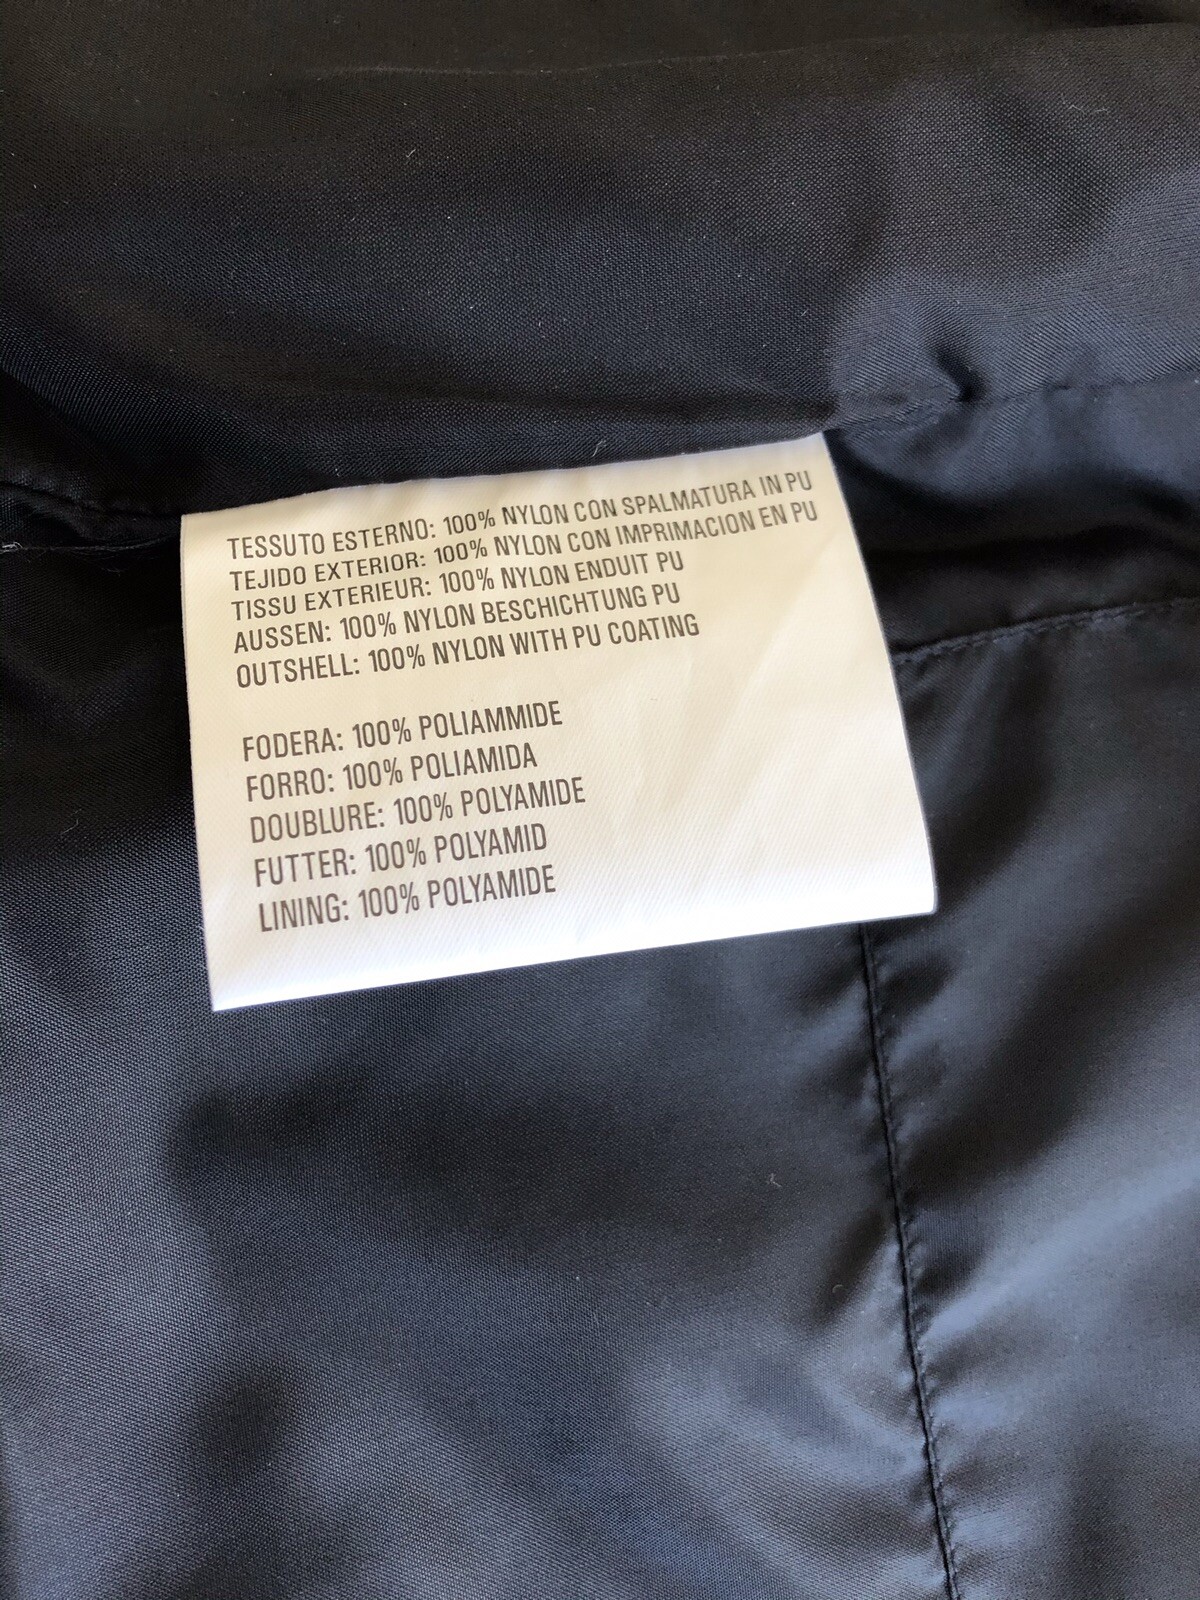 TESSUTO ESTERNO: 100% NYLON CON SPALMATURA IN PU
TEJIDO EXTERIOR: 100% NYLON CON IMPRIMACION EN PU
TISSU EXTERIEUR: 100% NYLON ENDUIT PU
AUSSEN: 100% NYLON BESCHICHTUNG PU
OUTSHELL: 100% NYLON WITH PU COATING
FODERA: 100% POLIAMMIDE
FORRO: 100% POLIAMIDA
DOUBLURE: 100% POLYAMIDE
FUTTER: 100% POLYAMID
LINING: 100% POLYAMIDE